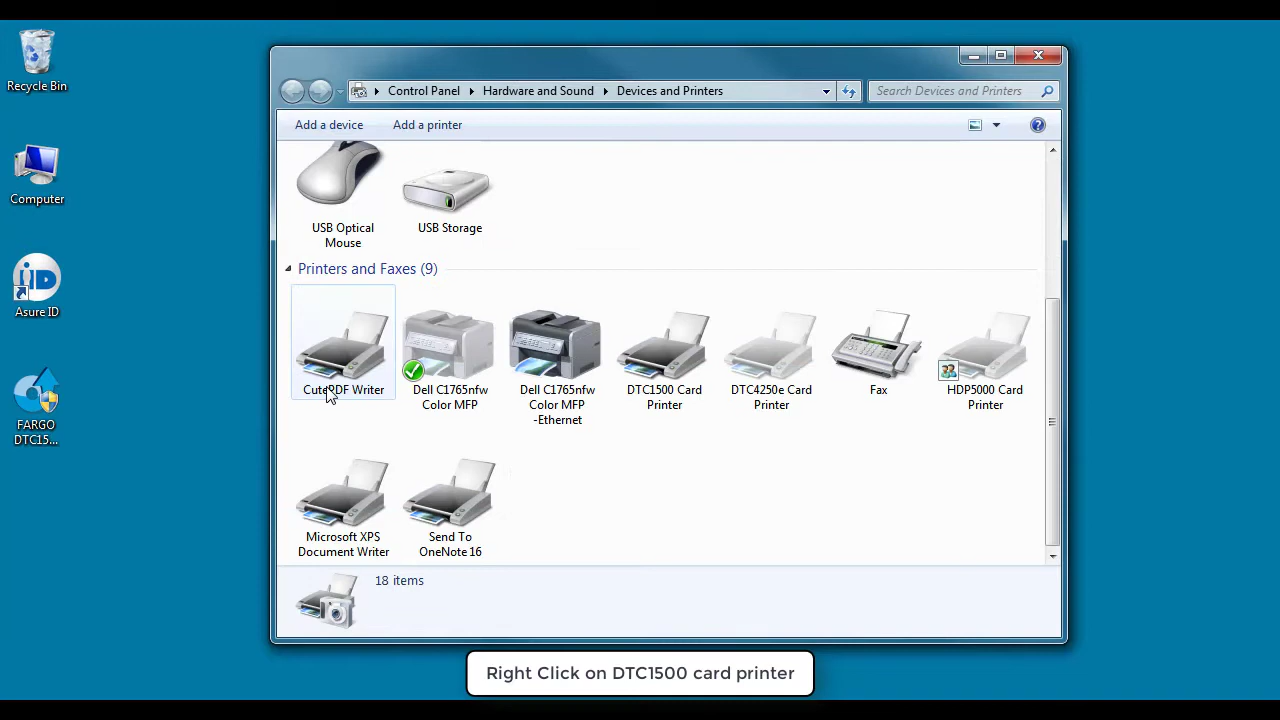 Recycle Bin
Computer
Asure ID
FARGO
DTC15...
Control Panel
Hardware and Sound
Devices and Printers
Search Devices and Printers
Add a device
Add a printer
USB Optical
Mouse
USB Storage
Printers and Faxes (9)
CutePDF Writer
Dell C1765nfw
Color MFP
Dell C1765nfw
Color MFP
-Ethernet
DTC1500 Card
Printer
DTC4250e Card
Printer
Fax
HDP5000 Card
Printer
Microsoft XPS
Document Writer
Send To
OneNote 16
18 items
Right Click on DTC1500 card printer